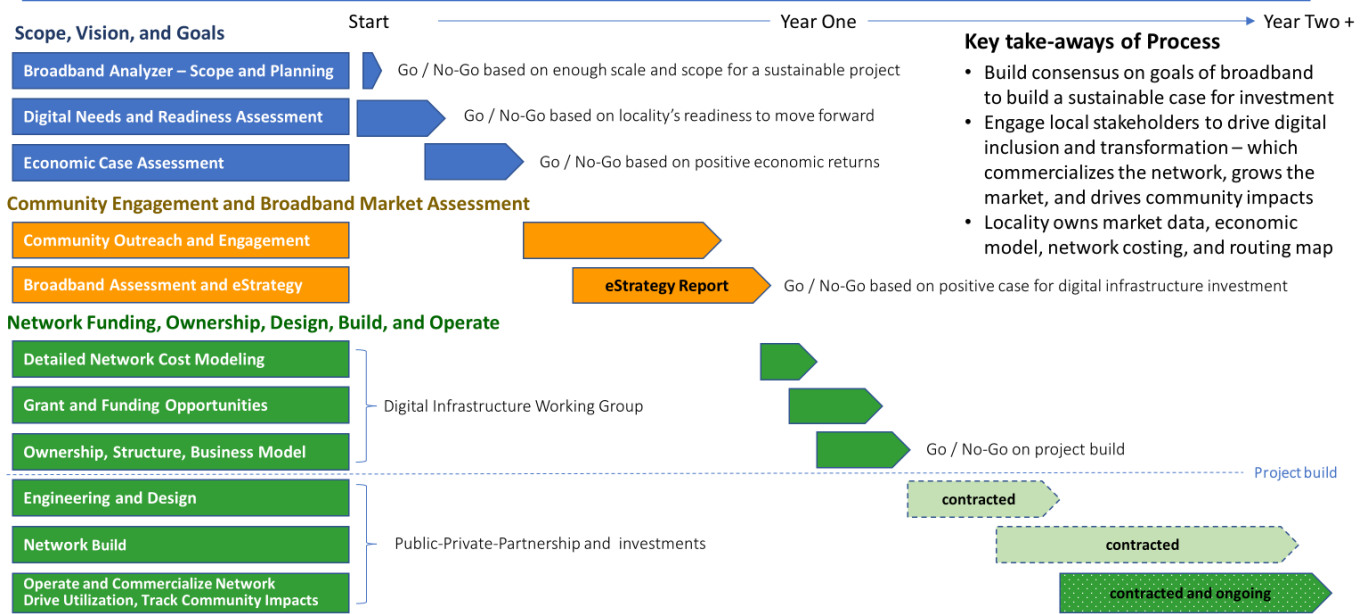 Start
Year One
Year Two +
Scope, Vision, and Goals
Broadband Analyzer – Scope and Planning
Go / No-Go based on enough scale and scope for a sustainable project
Digital Needs and Readiness Assessment
Go / No-Go based on locality's readiness to move forward
Economic Case Assessment
Go / No-Go based on positive economic returns
Key take-aways of Process
• Build consensus on goals of broadband
to build a sustainable case for investment
• Engage local stakeholders to drive digital
inclusion and transformation – which
commercializes the network, grows the
market, and drives community impacts
• Locality owns market data, economic
model, network costing, and routing map
Community Engagement and Broadband Market Assessment
Community Outreach and Engagement
Broadband Assessment and eStrategy
eStrategy Report
Go / No-Go based on positive case for digital infrastructure investment
Network Funding, Ownership, Design, Build, and Operate
Detailed Network Cost Modeling
Grant and Funding Opportunities
Digital Infrastructure Working Group
Ownership, Structure, Business Model
Go / No-Go on project build
Project build
Engineering and Design
contracted
Network Build
Public-Private-Partnership and investments
contracted
Operate and Commercialize Network
Drive Utilization, Track Community Impacts
contracted and ongoing